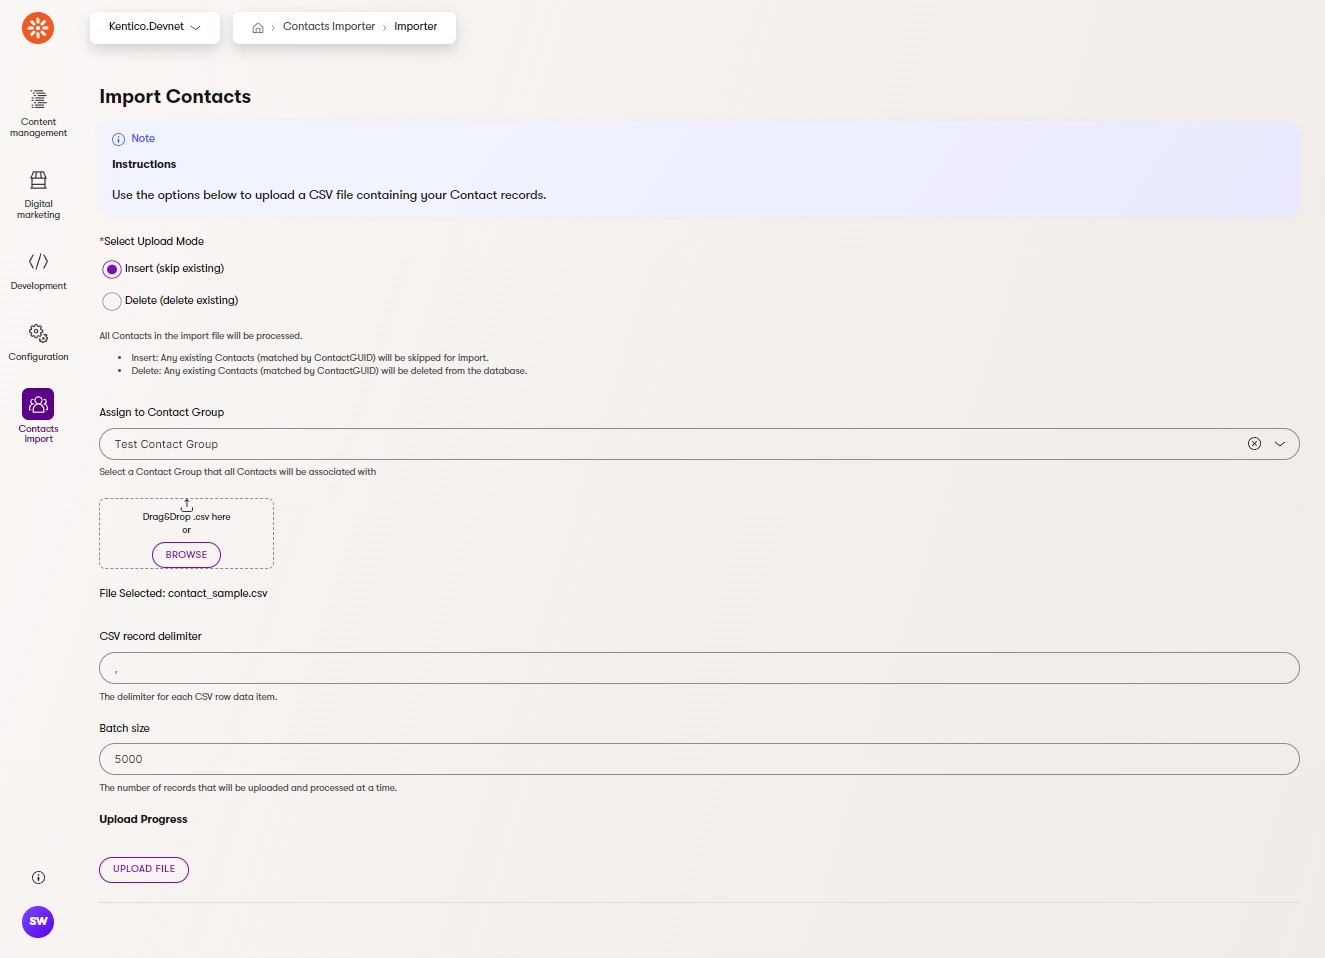 Kentico.Devnet
Contacts Importer
Importer
Content
management
Digital
marketing
Development
Configuration
Contacts
Import
SW
Import Contacts
Note
Instructions
Use the options below to upload a CSV file containing your Contact records.
*Select Upload Mode
Insert (skip existing)
Delete (delete existing)
All Contacts in the import file will be processed.
• Insert: Any existing Contacts (matched by ContactGUID) will be skipped for import.
• Delete: Any existing Contacts (matched by ContactGUID) will be deleted from the database.
Assign to Contact Group
Test Contact Group
Select a Contact Group that all Contacts will be associated with
Drag&Drop .csv here
or
BROWSE
File Selected: contact_sample.csv
CSV record delimiter
,
The delimiter for each CSV row data item.
Batch size
5000
The number of records that will be uploaded and processed at a time.
Upload Progress
UPLOAD FILE